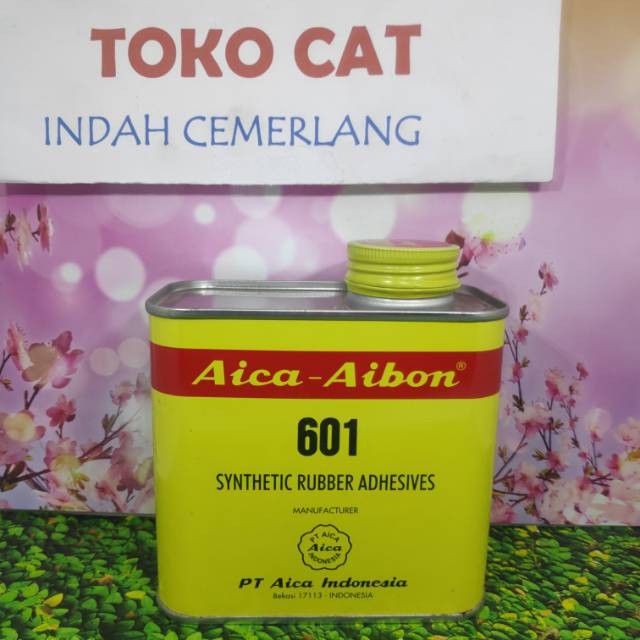 TOKO CAT
INDAH CEMERLANG
Aica-Aibon®
601
SYNTHETIC RUBBER ADHESIVES
MANUFACTURER
PT AICA
Aica
INDONESIA
PT Aica Indonesia
Bekasi 17113 - INDONESIA